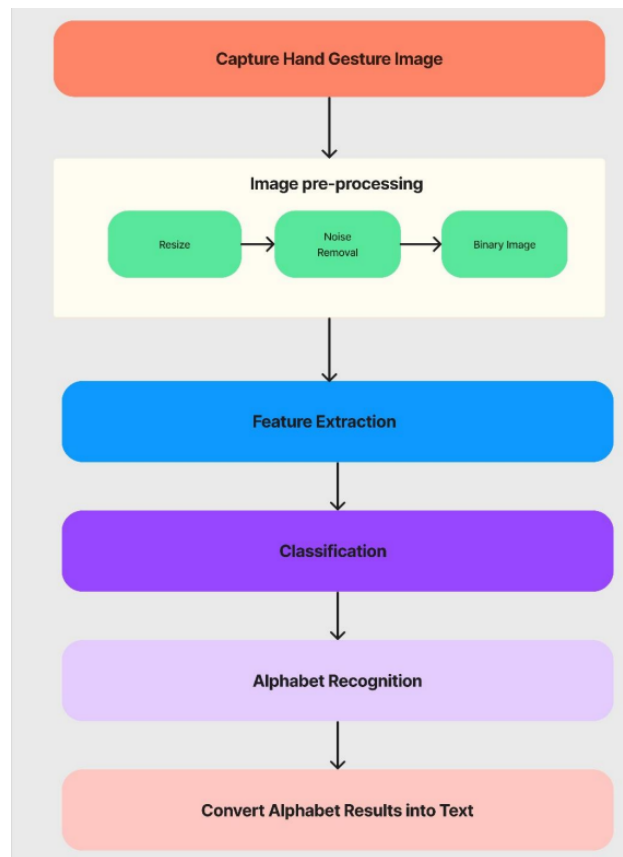 Capture Hand Gesture Image
Image pre-processing
Resize
Noise
Removal
Binary Image
Feature Extraction
Classification
Alphabet Recognition
Convert Alphabet Results into Text